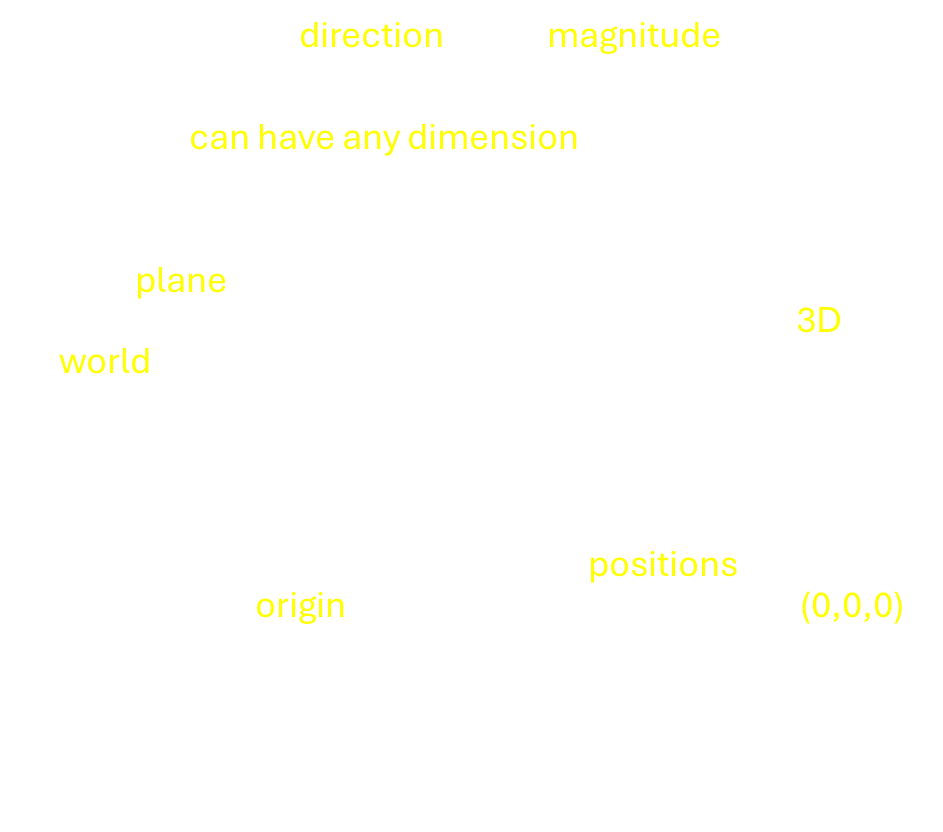 direction magnitude
can have any dimension
plane
3D
world
positions
origin (0,0,0)